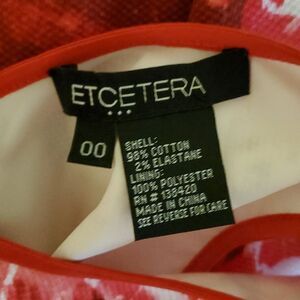 ETCETERA
00
SHELL:
98% COTTON
2% ELASTANE
LINING:
100% POLYESTER
RN # 138420
MADE IN CHINA
SEE REVERSE FOR CARE